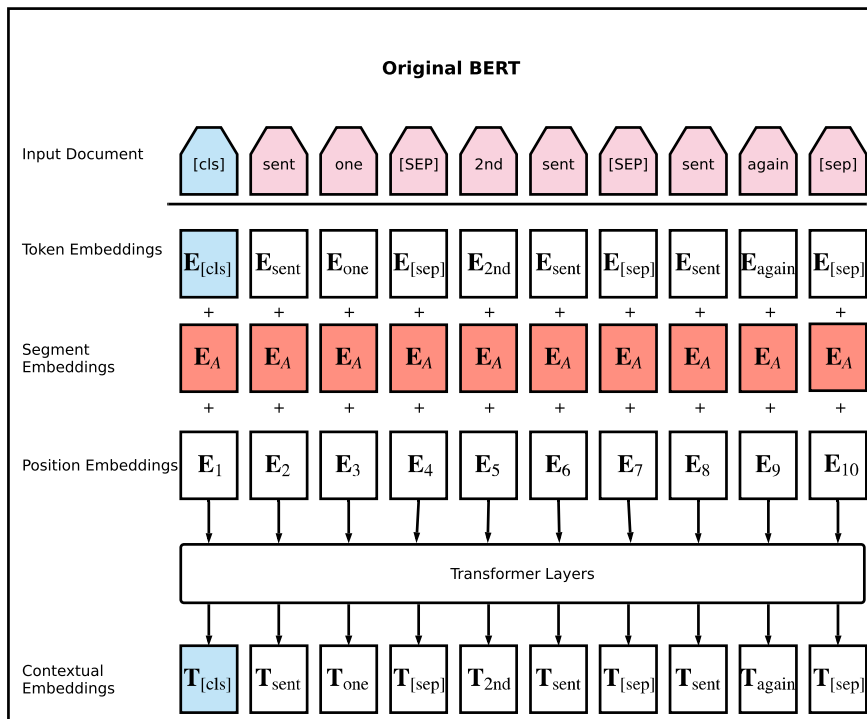 Original BERT
Input Document [cls] sent one [SEP] 2nd sent [SEP] sent again [sep]
Token Embeddings E[cls] Esent Eone E[sep] E2nd Esent E[sep] Esent Eagain E[sep]
+ + + + + + + + + +
Segment
Embeddings
EA EA EA EA EA EA EA EA EA EA
+ + + + + + + + + +
Position Embeddings E1 E2 E3 E4 E5 E6 E7 E8 E9 E10
Transformer Layers
Contextual
Embeddings
T[cls] Tsent Tone T[sep] T2nd Tsent T[sep] Tsent Tagain T[sep]